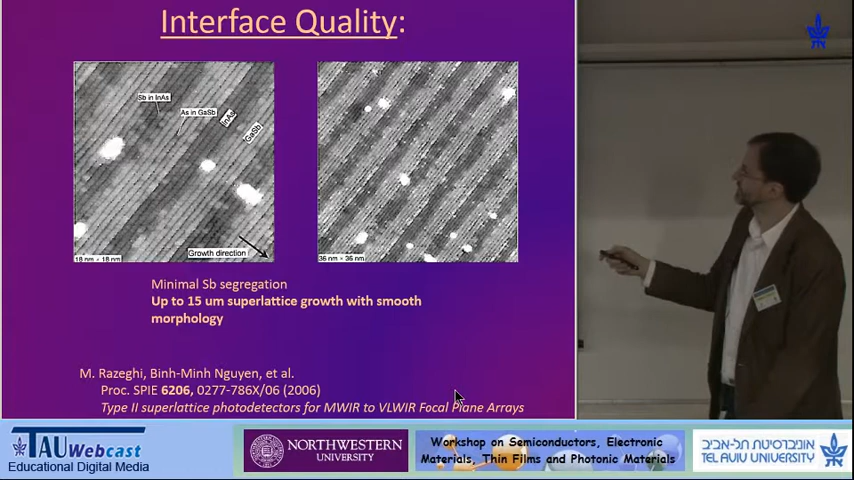 Interface Quality:
Sb in InAs
As in GaSb
InAs
GaSb
Growth direction
18 nm × 18 nm
36 nm × 36 nm
Minimal Sb segregation
Up to 15 um superlattice growth with smooth
morphology
M. Razeghi, Binh-Minh Nguyen, et al.
Proc. SPIE 6206, 0277-786X/06 (2006)
Type II superlattice photodetectors for MWIR to VLWIR Focal Plane Arrays
TAU Webcast
Educational Digital Media
NORTHWESTERN
UNIVERSITY
Workshop on Semiconductors, Electronic
Materials, Thin Films and Photonic Materials
אוניברסיטת תל-אביב
TEL AVIV UNIVERSITY